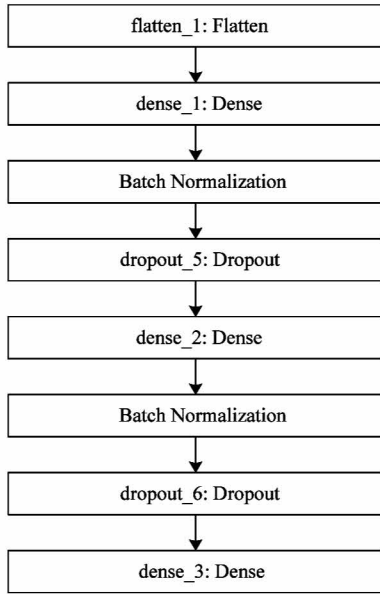 flatten_1: Flatten
dense_1: Dense
Batch Normalization
dropout_5: Dropout
dense_2: Dense
Batch Normalization
dropout_6: Dropout
dense_3: Dense